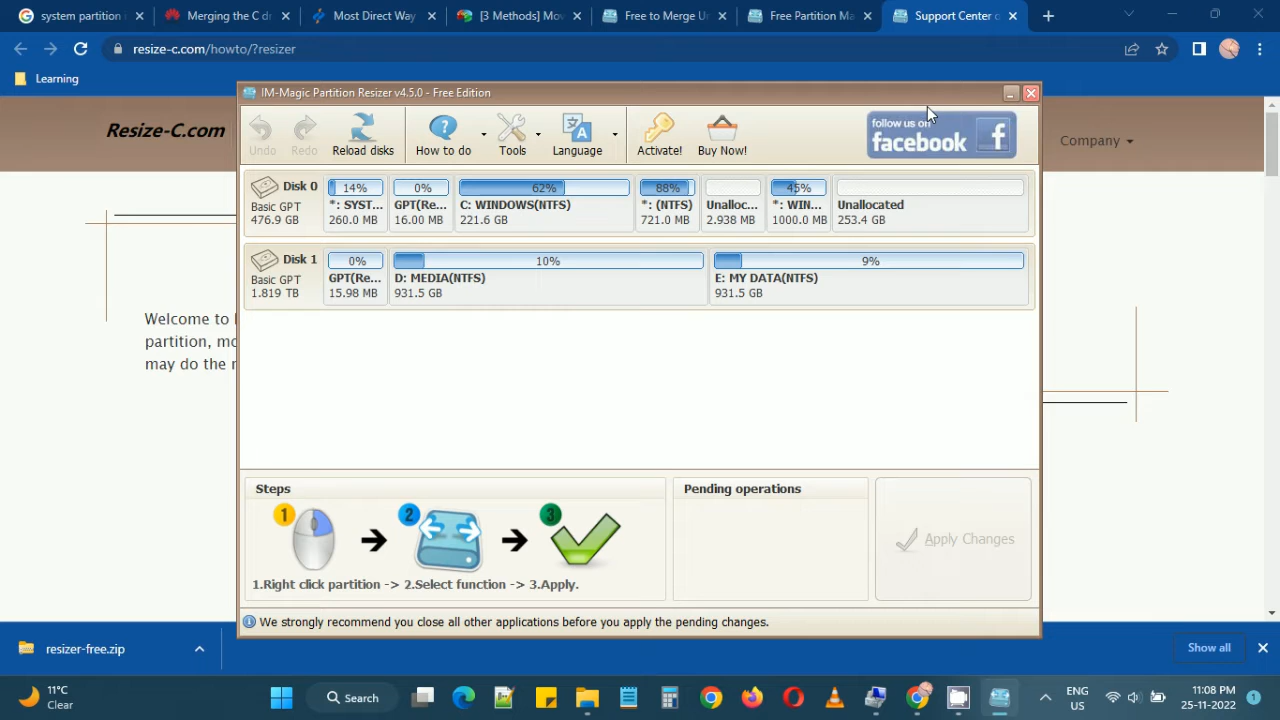 system partition i
Merging the C dr
Most Direct Way
[3 Methods] Mov
Free to Merge Un
Free Partition Ma
Support Center o
resize-c.com/howto/?resizer
Learning
Resize-C.com
Company
Welcome to
partition, mo
may do the r
IM-Magic Partition Resizer v4.5.0 - Free Edition
Undo
Redo
Reload disks
How to do
Tools
Language
Activate!
Buy Now!
follow us on
facebook
f
Disk 0
Basic GPT
476.9 GB
14%
*: SYST...
260.0 MB
0%
GPT(Re...
16.00 MB
62%
C: WINDOWS(NTFS)
221.6 GB
88%
*: (NTFS)
721.0 MB
Unalloc...
2.938 MB
45%
*: WIN...
1000.0 MB
Unallocated
253.4 GB
Disk 1
Basic GPT
1.819 TB
0%
GPT(Re...
15.98 MB
10%
D: MEDIA(NTFS)
931.5 GB
9%
E: MY DATA(NTFS)
931.5 GB
Steps
1
2
3
1.Right click partition -> 2.Select function -> 3.Apply.
Pending operations
Apply Changes
We strongly recommend you close all other applications before you apply the pending changes.
resizer-free.zip
Show all
11°C
Clear
Search
ENG
US
11:08 PM
25-11-2022
1